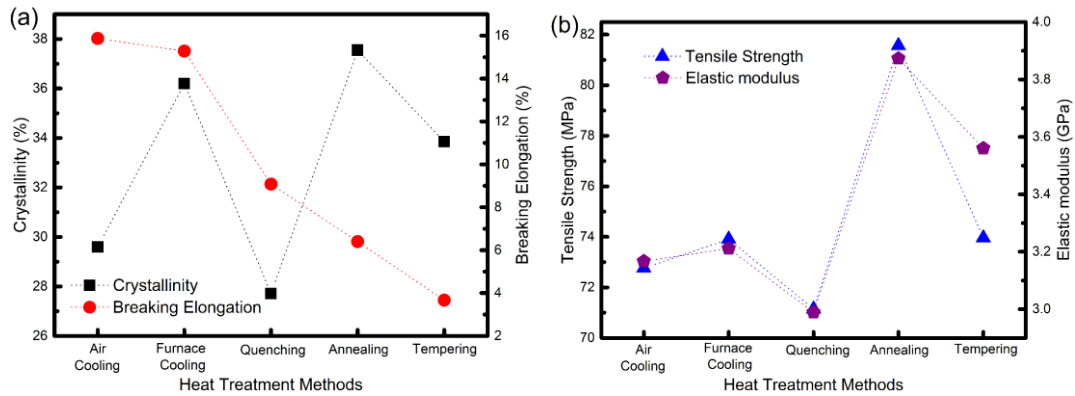 (a)
38
36
34
32
30
28
26
Crystallinity (%)
16
14
12
10
8
6
4
2
Breaking Elongation (%)
Crystallinity
Breaking Elongation
Air Cooling
Furnace Cooling
Quenching
Annealing
Tempering
Heat Treatment Methods
(b)
82
80
78
76
74
72
70
Tensile Strength (MPa)
4.0
3.8
3.6
3.4
3.2
3.0
Elastic modulus (GPa)
Tensile Strength
Elastic modulus
Air Cooling
Furnace Cooling
Quenching
Annealing
Tempering
Heat Treatment Methods